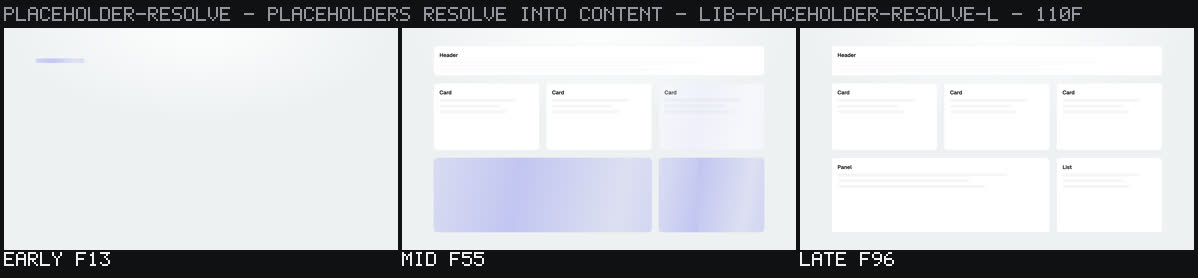 PLACEHOLDER-RESOLVE — PLACEHOLDERS RESOLVE INTO CONTENT — LIB-PLACEHOLDER-RESOLVE-L — 110F
Header
Card Card Card
Header
Card Card Card
Panel List
EARLY F13 MID F55 LATE F96